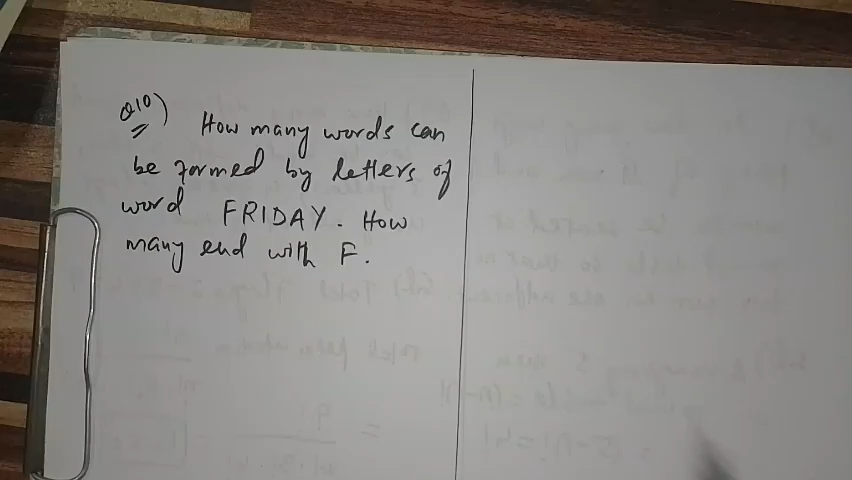 Q10) How many words can
be formed by letters of
word FRIDAY. How
many end with F.